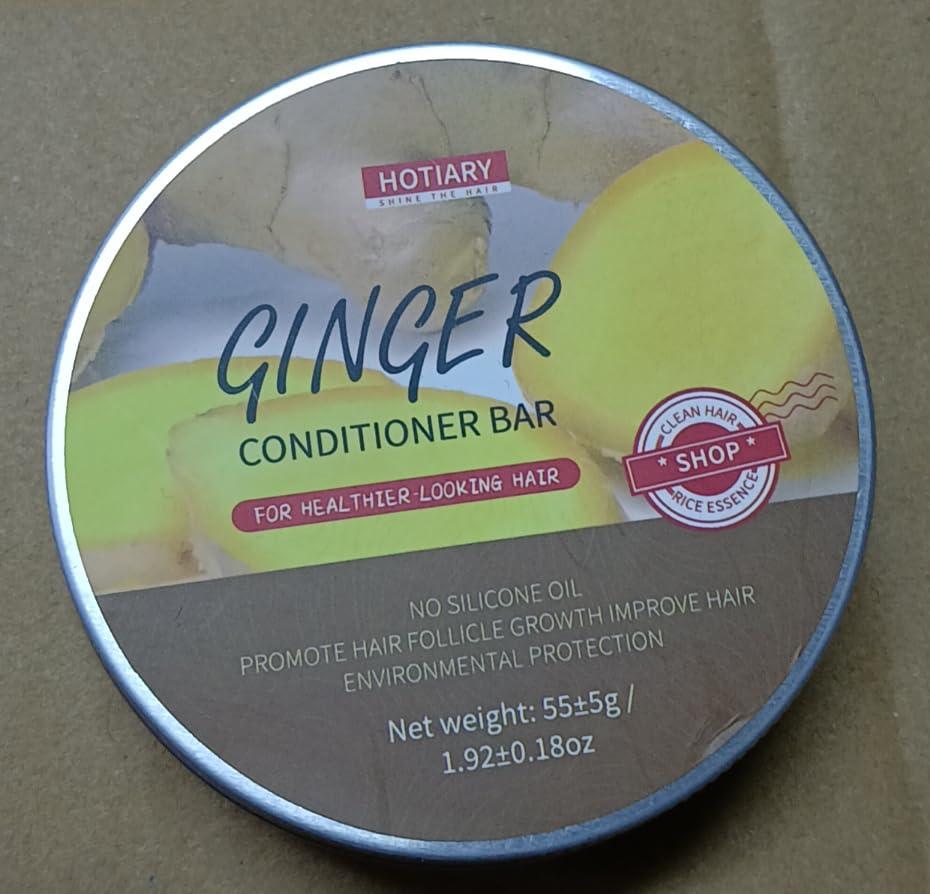 HOTIARY
SHINE THE HAIR
GINGER
CONDITIONER BAR
FOR HEALTHIER-LOOKING HAIR
CLEAN HAIR
SHOP
RICE ESSENCE
NO SILICONE OIL
PROMOTE HAIR FOLLICLE GROWTH IMPROVE HAIR
ENVIRONMENTAL PROTECTION
Net weight: 55±5g /
1.92±0.18oz